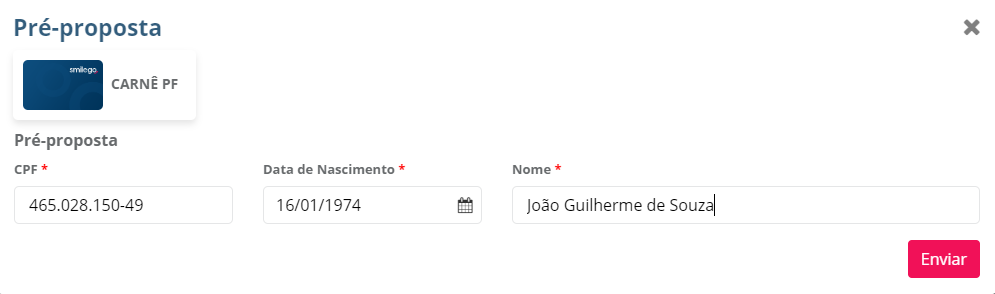 Pré-proposta
smilego
CARNÊ PF
Pré-proposta
CPF *
Data de Nascimento *
Nome *
465.028.150-49
16/01/1974
João Guilherme de Souza
Enviar